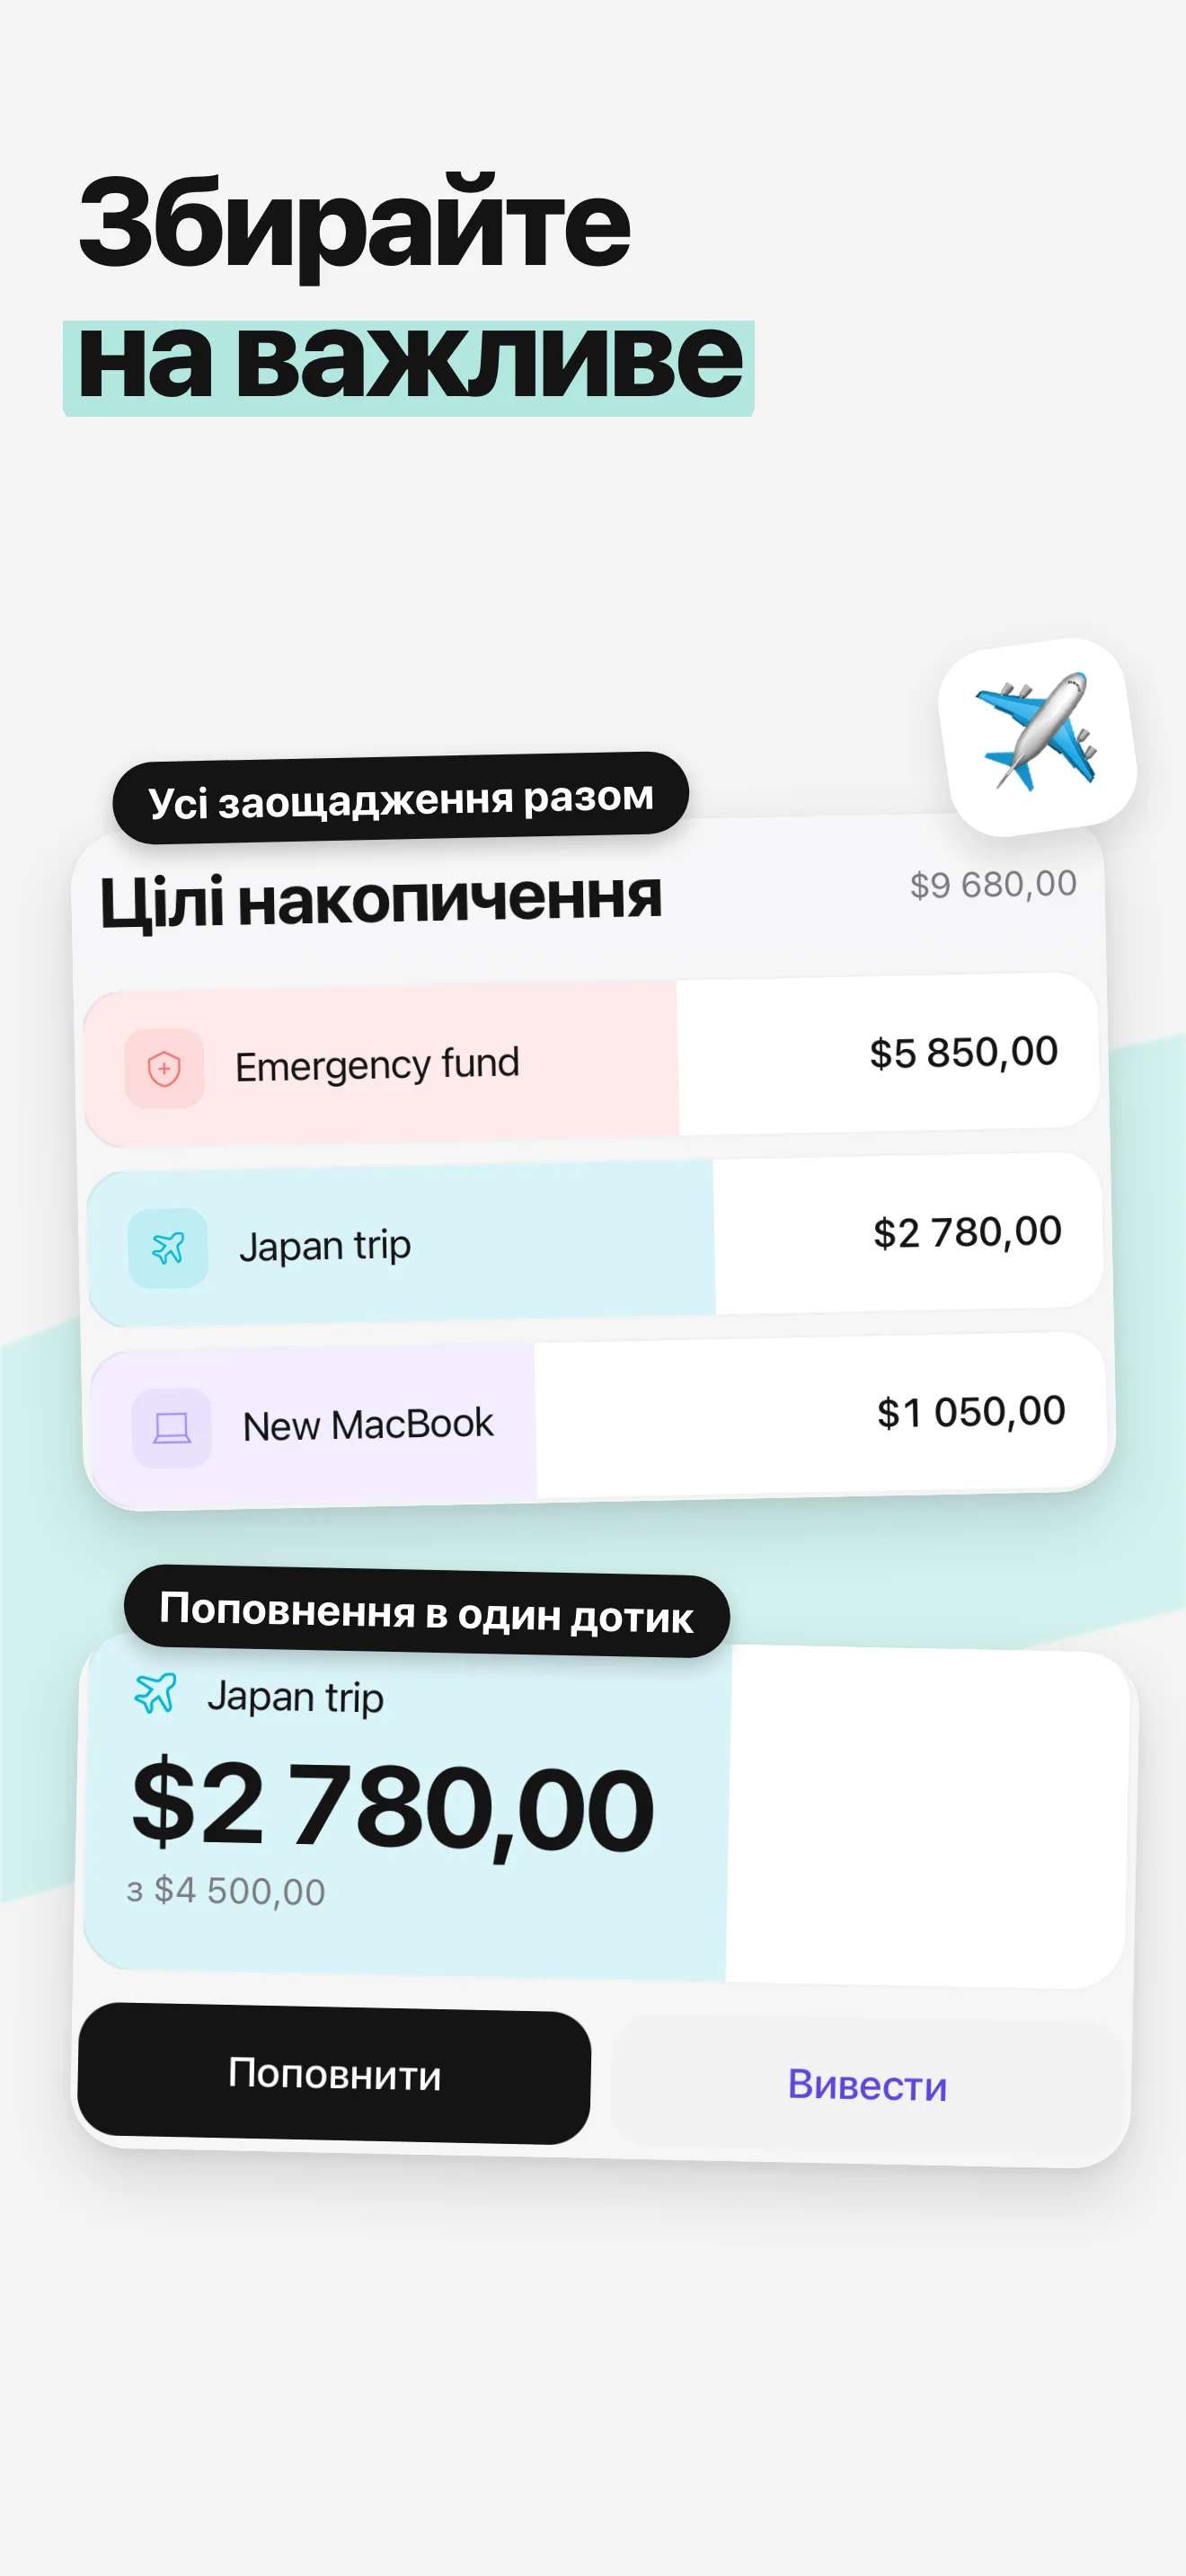 Збирайте
на важливе
Усі заощадження разом
Цілі накопичення $9 680,00
Emergency fund $5 850,00
Japan trip $2 780,00
New MacBook $1 050,00
Поповнення в один дотик
Japan trip
$2 780,00
з $4 500,00
Поповнити Вивести